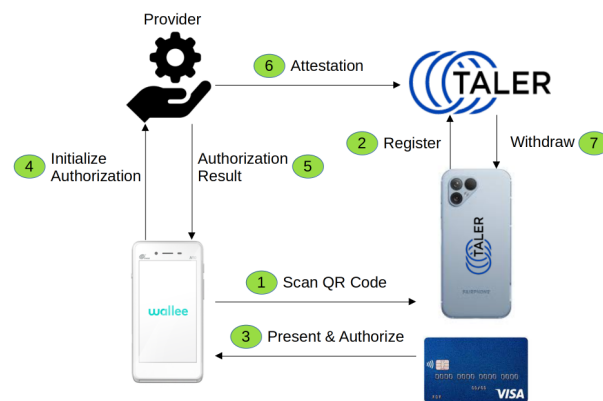 Provider
6 Attestation
TALER
4 Initialize
Authorization
Authorization
Result
5
2 Register
Withdraw 7
TALER
wallee
1 Scan QR Code
3 Present & Authorize
VISA